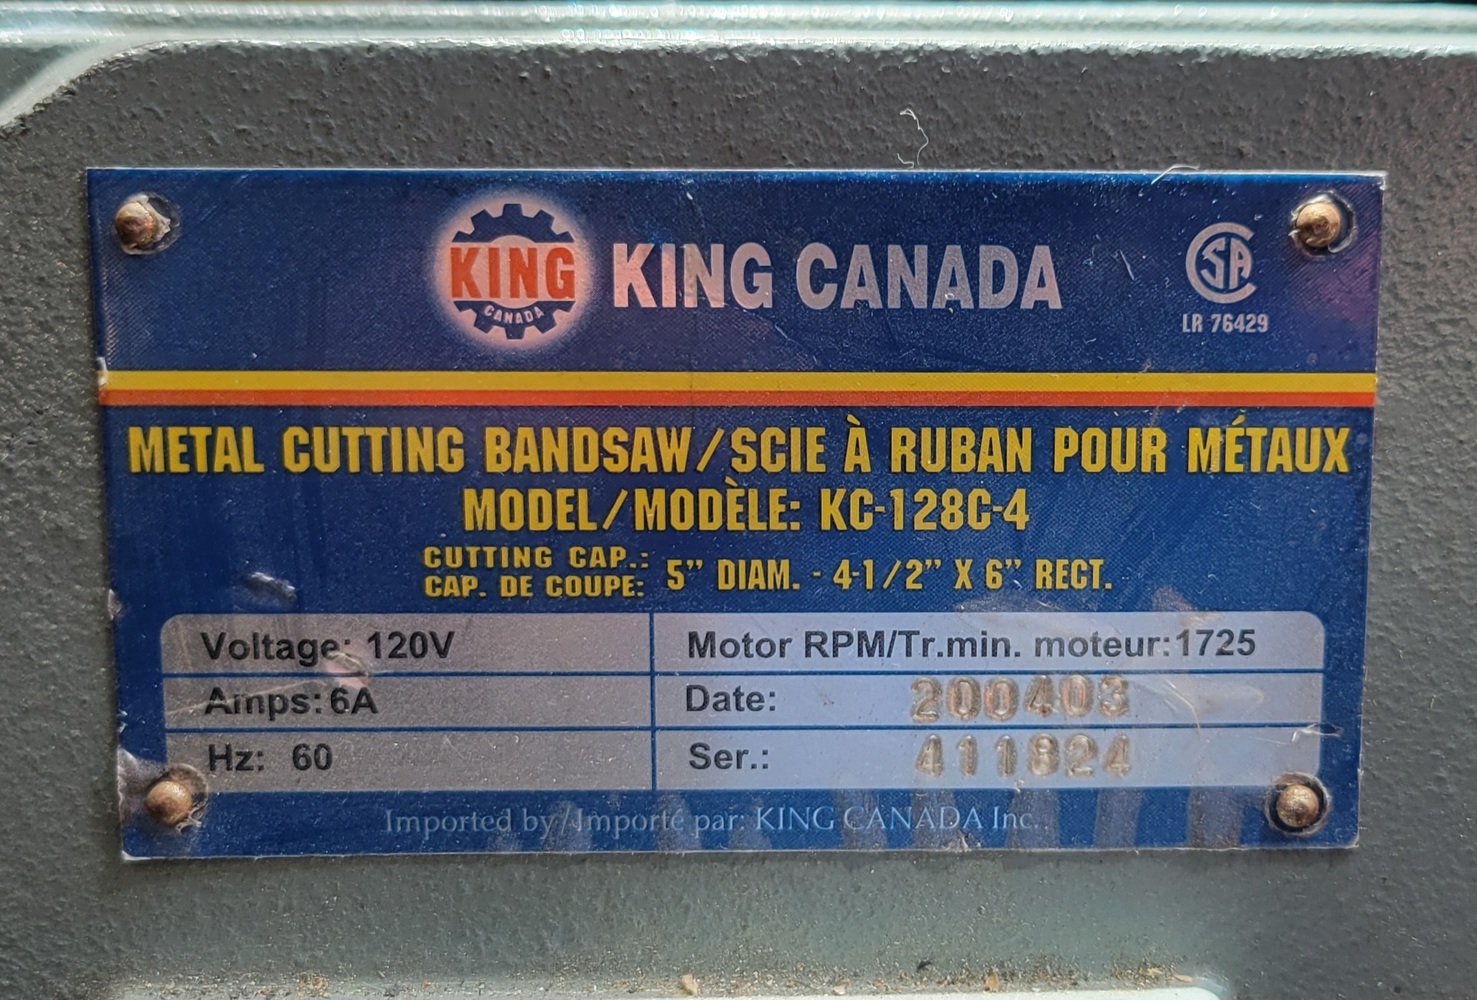 KING CANADA
KING CANADA
CSA
LR 76429
METAL CUTTING BANDSAW/SCIE À RUBAN POUR MÉTAUX
MODEL/MODÈLE: KC-128C-4
CUTTING CAP.:
CAP. DE COUPE: 5” DIAM. - 4-1/2” X 6” RECT.
Voltage: 120V
Motor RPM/Tr.min. moteur:1725
Amps: 6A
Date: 200403
Hz: 60
Ser.: 411824
Imported by/Importé par: KING CANADA Inc.